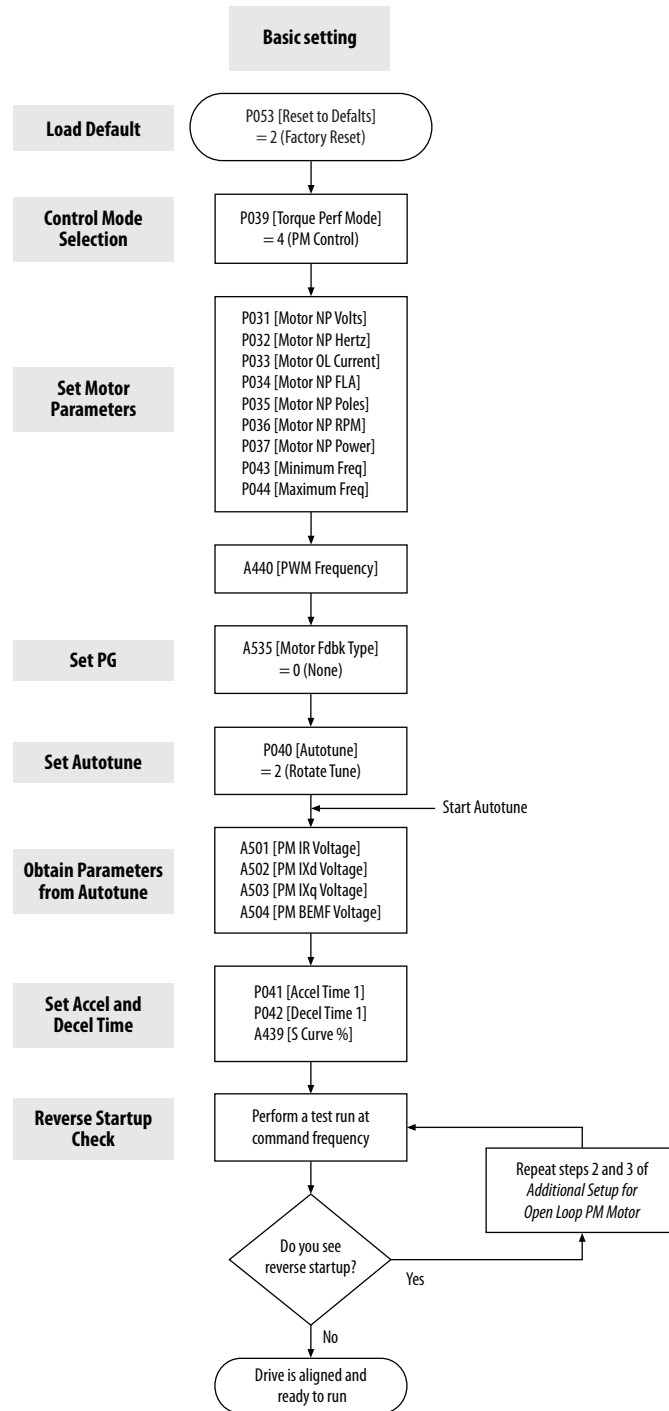 Basic setting
Load Default
P053 [Reset to Defalts]
= 2 (Factory Reset)
Control Mode
Selection
P039 [Torque Perf Mode]
= 4 (PM Control)
Set Motor
Parameters
P031 [Motor NP Volts]
P032 [Motor NP Hertz]
P033 [Motor OL Current]
P034 [Motor NP FLA]
P035 [Motor NP Poles]
P036 [Motor NP RPM]
P037 [Motor NP Power]
P043 [Minimum Freq]
P044 [Maximum Freq]
A440 [PWM Frequency]
Set PG
A535 [Motor Fdbk Type]
= 0 (None)
Set Autotune
P040 [Autotune]
= 2 (Rotate Tune)
Start Autotune
Obtain Parameters
from Autotune
A501 [PM IR Voltage]
A502 [PM IXd Voltage]
A503 [PM IXq Voltage]
A504 [PM BEMF Voltage]
Set Accel and
Decel Time
P041 [Accel Time 1]
P042 [Decel Time 1]
A439 [S Curve %]
Reverse Startup
Check
Perform a test run at
command frequency
Repeat steps 2 and 3 of
Additional Setup for
Open Loop PM Motor
Do you see
reverse startup?
Yes
No
Drive is aligned and
ready to run